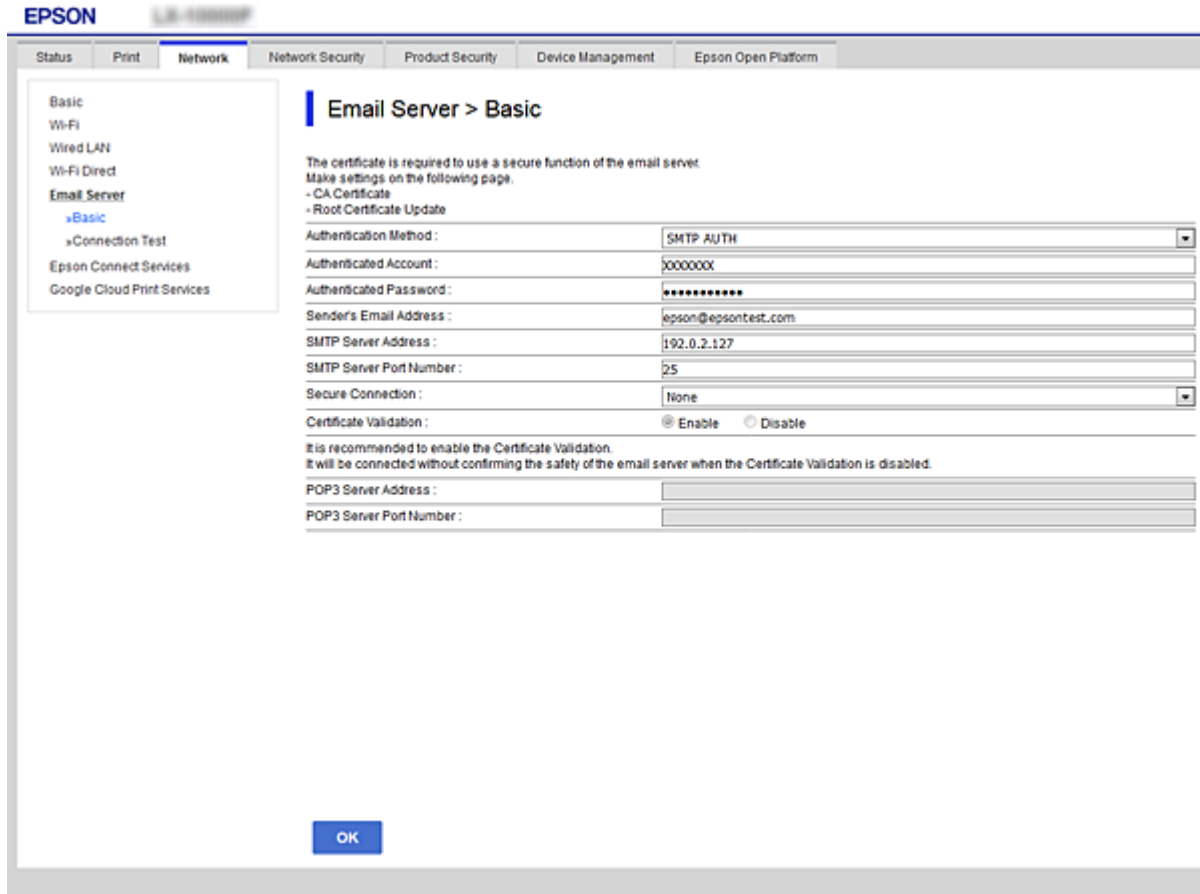 EPSON
Status Print Network Network Security Product Security Device Management Epson Open Platform
Basic
Wi-Fi
Wired LAN
Wi-Fi Direct
Email Server
»Basic
»Connection Test
Epson Connect Services
Google Cloud Print Services
Email Server > Basic
The certificate is required to use a secure function of the email server.
Make settings on the following page.
- CA Certificate
- Root Certificate Update
Authentication Method : SMTP AUTH
Authenticated Account : XXXXXXX
Authenticated Password : •••••••••••
Sender's Email Address : epson@epsontest.com
SMTP Server Address : 192.0.2.127
SMTP Server Port Number : 25
Secure Connection : None
Certificate Validation : Enable Disable
It is recommended to enable the Certificate Validation.
It will be connected without confirming the safety of the email server when the Certificate Validation is disabled.
POP3 Server Address :
POP3 Server Port Number :
OK